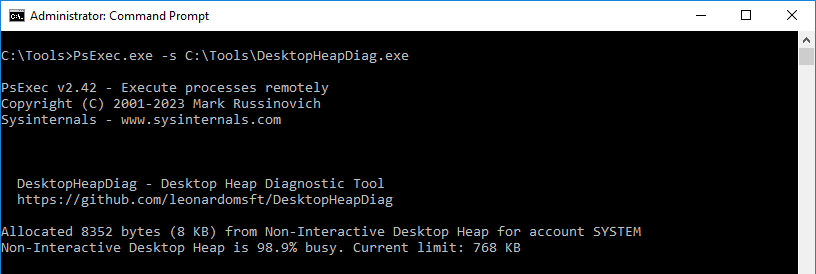 Administrator: Command Prompt
C:\Tools>PsExec.exe -s C:\Tools\DesktopHeapDiag.exe
PsExec v2.42 - Execute processes remotely
Copyright (C) 2001-2023 Mark Russinovich
Sysinternals - www.sysinternals.com
DesktopHeapDiag - Desktop Heap Diagnostic Tool
https://github.com/leonardomsft/DesktopHeapDiag
Allocated 8352 bytes (8 KB) from Non-Interactive Desktop Heap for account SYSTEM
Non-Interactive Desktop Heap is 98.9% busy. Current limit: 768 KB